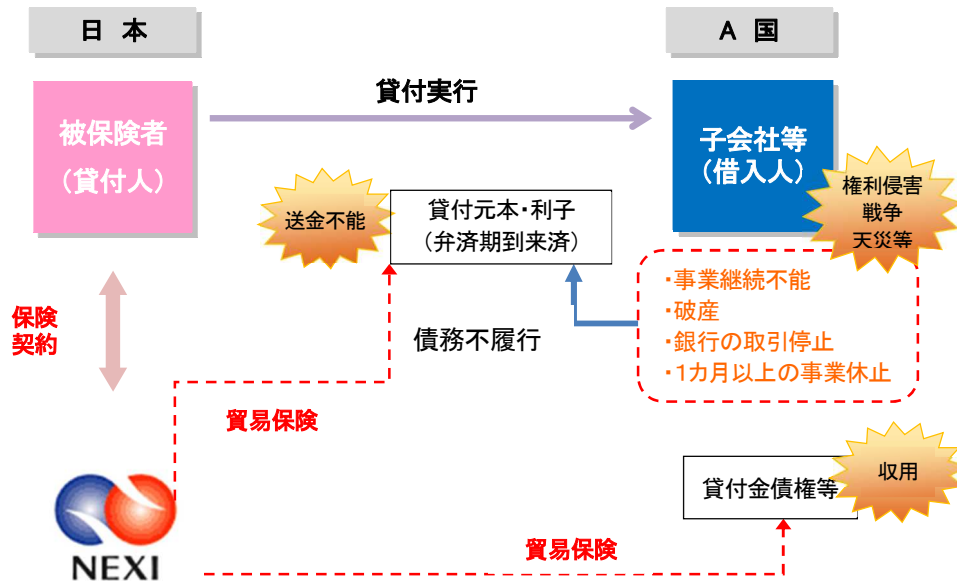 日 本
A 国
貸付実行
被保険者
(貸付人)
子会社等
(借入人)
権利侵害
戦争
天災等
送金不能
貸付元本・利子
(弁済期到来済)
・事業継続不能
・破産
・銀行の取引停止
・1カ月以上の事業休止
保険
契約
債務不履行
貿易保険
収用
貸付金債権等
貿易保険
NEXI